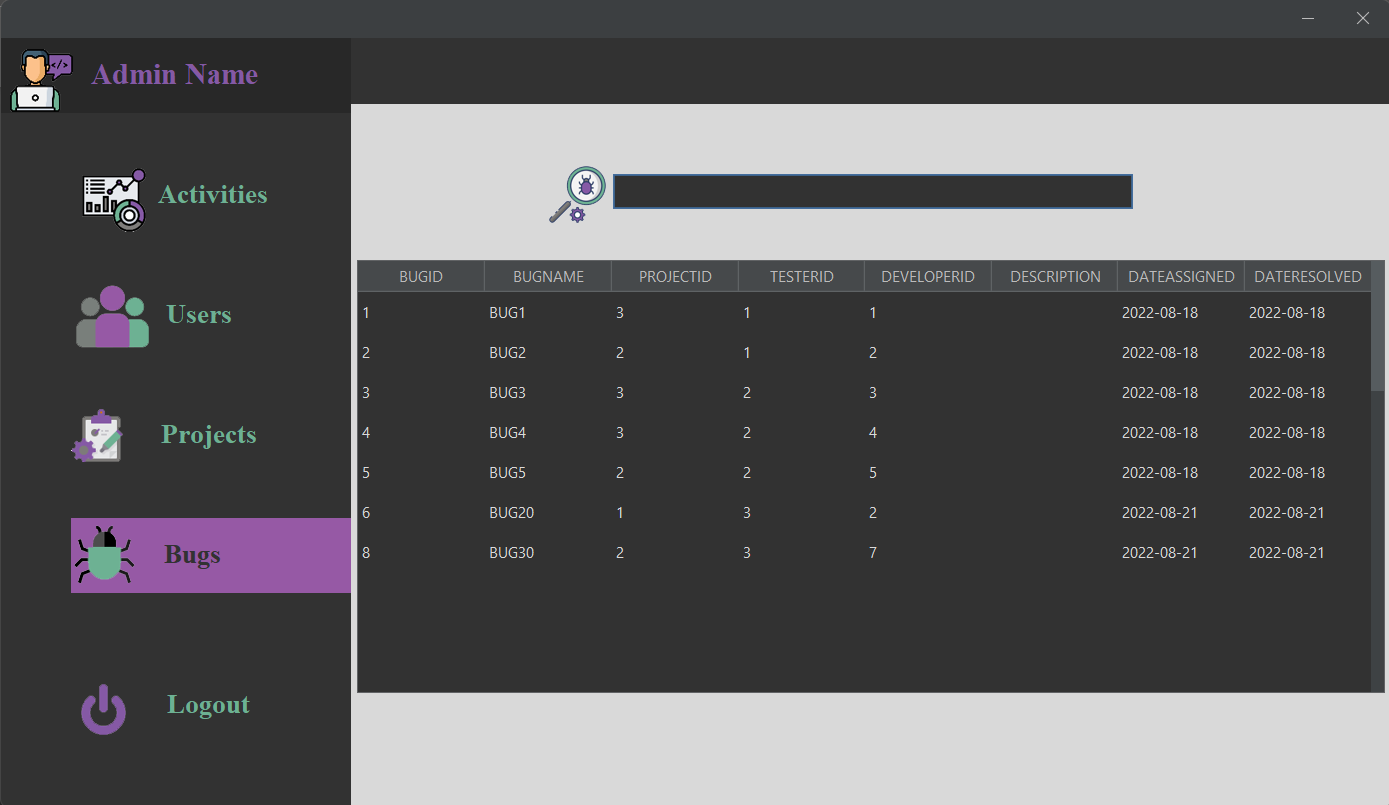 Admin Name
Activities
Users
Projects
Bugs
Logout
BUGID BUGNAME PROJECTID TESTERID DEVELOPERID DESCRIPTION DATEASSIGNED DATERESOLVED
1 BUG1 3 1 1 2022-08-18 2022-08-18
2 BUG2 2 1 2 2022-08-18 2022-08-18
3 BUG3 3 2 3 2022-08-18 2022-08-18
4 BUG4 3 2 4 2022-08-18 2022-08-18
5 BUG5 2 2 5 2022-08-18 2022-08-18
6 BUG20 1 3 2 2022-08-21 2022-08-21
8 BUG30 2 3 7 2022-08-21 2022-08-21